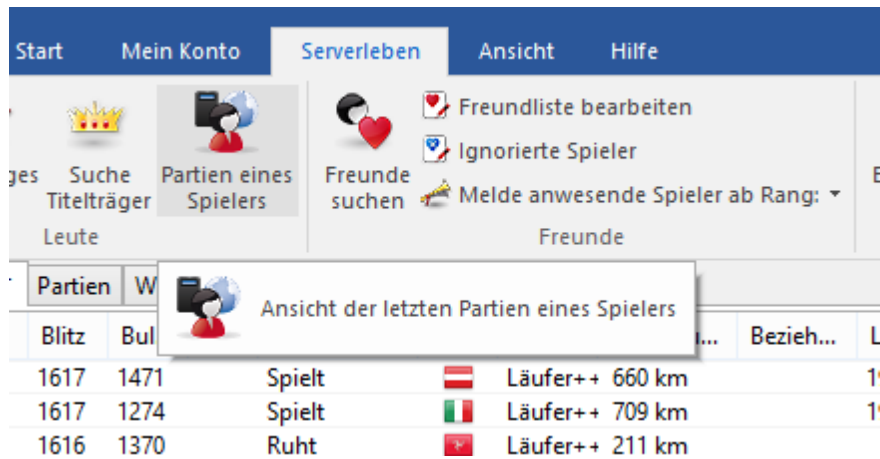 Start Mein Konto Serverleben Ansicht Hilfe
Freundliste bearbeiten
Ignorierte Spieler
Melde anwesende Spieler ab Rang:
Suche Partien eines Freunde
Titelträger Spielers suchen
Leute Freunde
Partien W
Ansicht der letzten Partien eines Spielers
Blitz Bul Bezieh...
1617 1471 Spielt Läufer++ 660 km
1617 1274 Spielt Läufer++ 709 km
1616 1370 Ruht Läufer++ 211 km